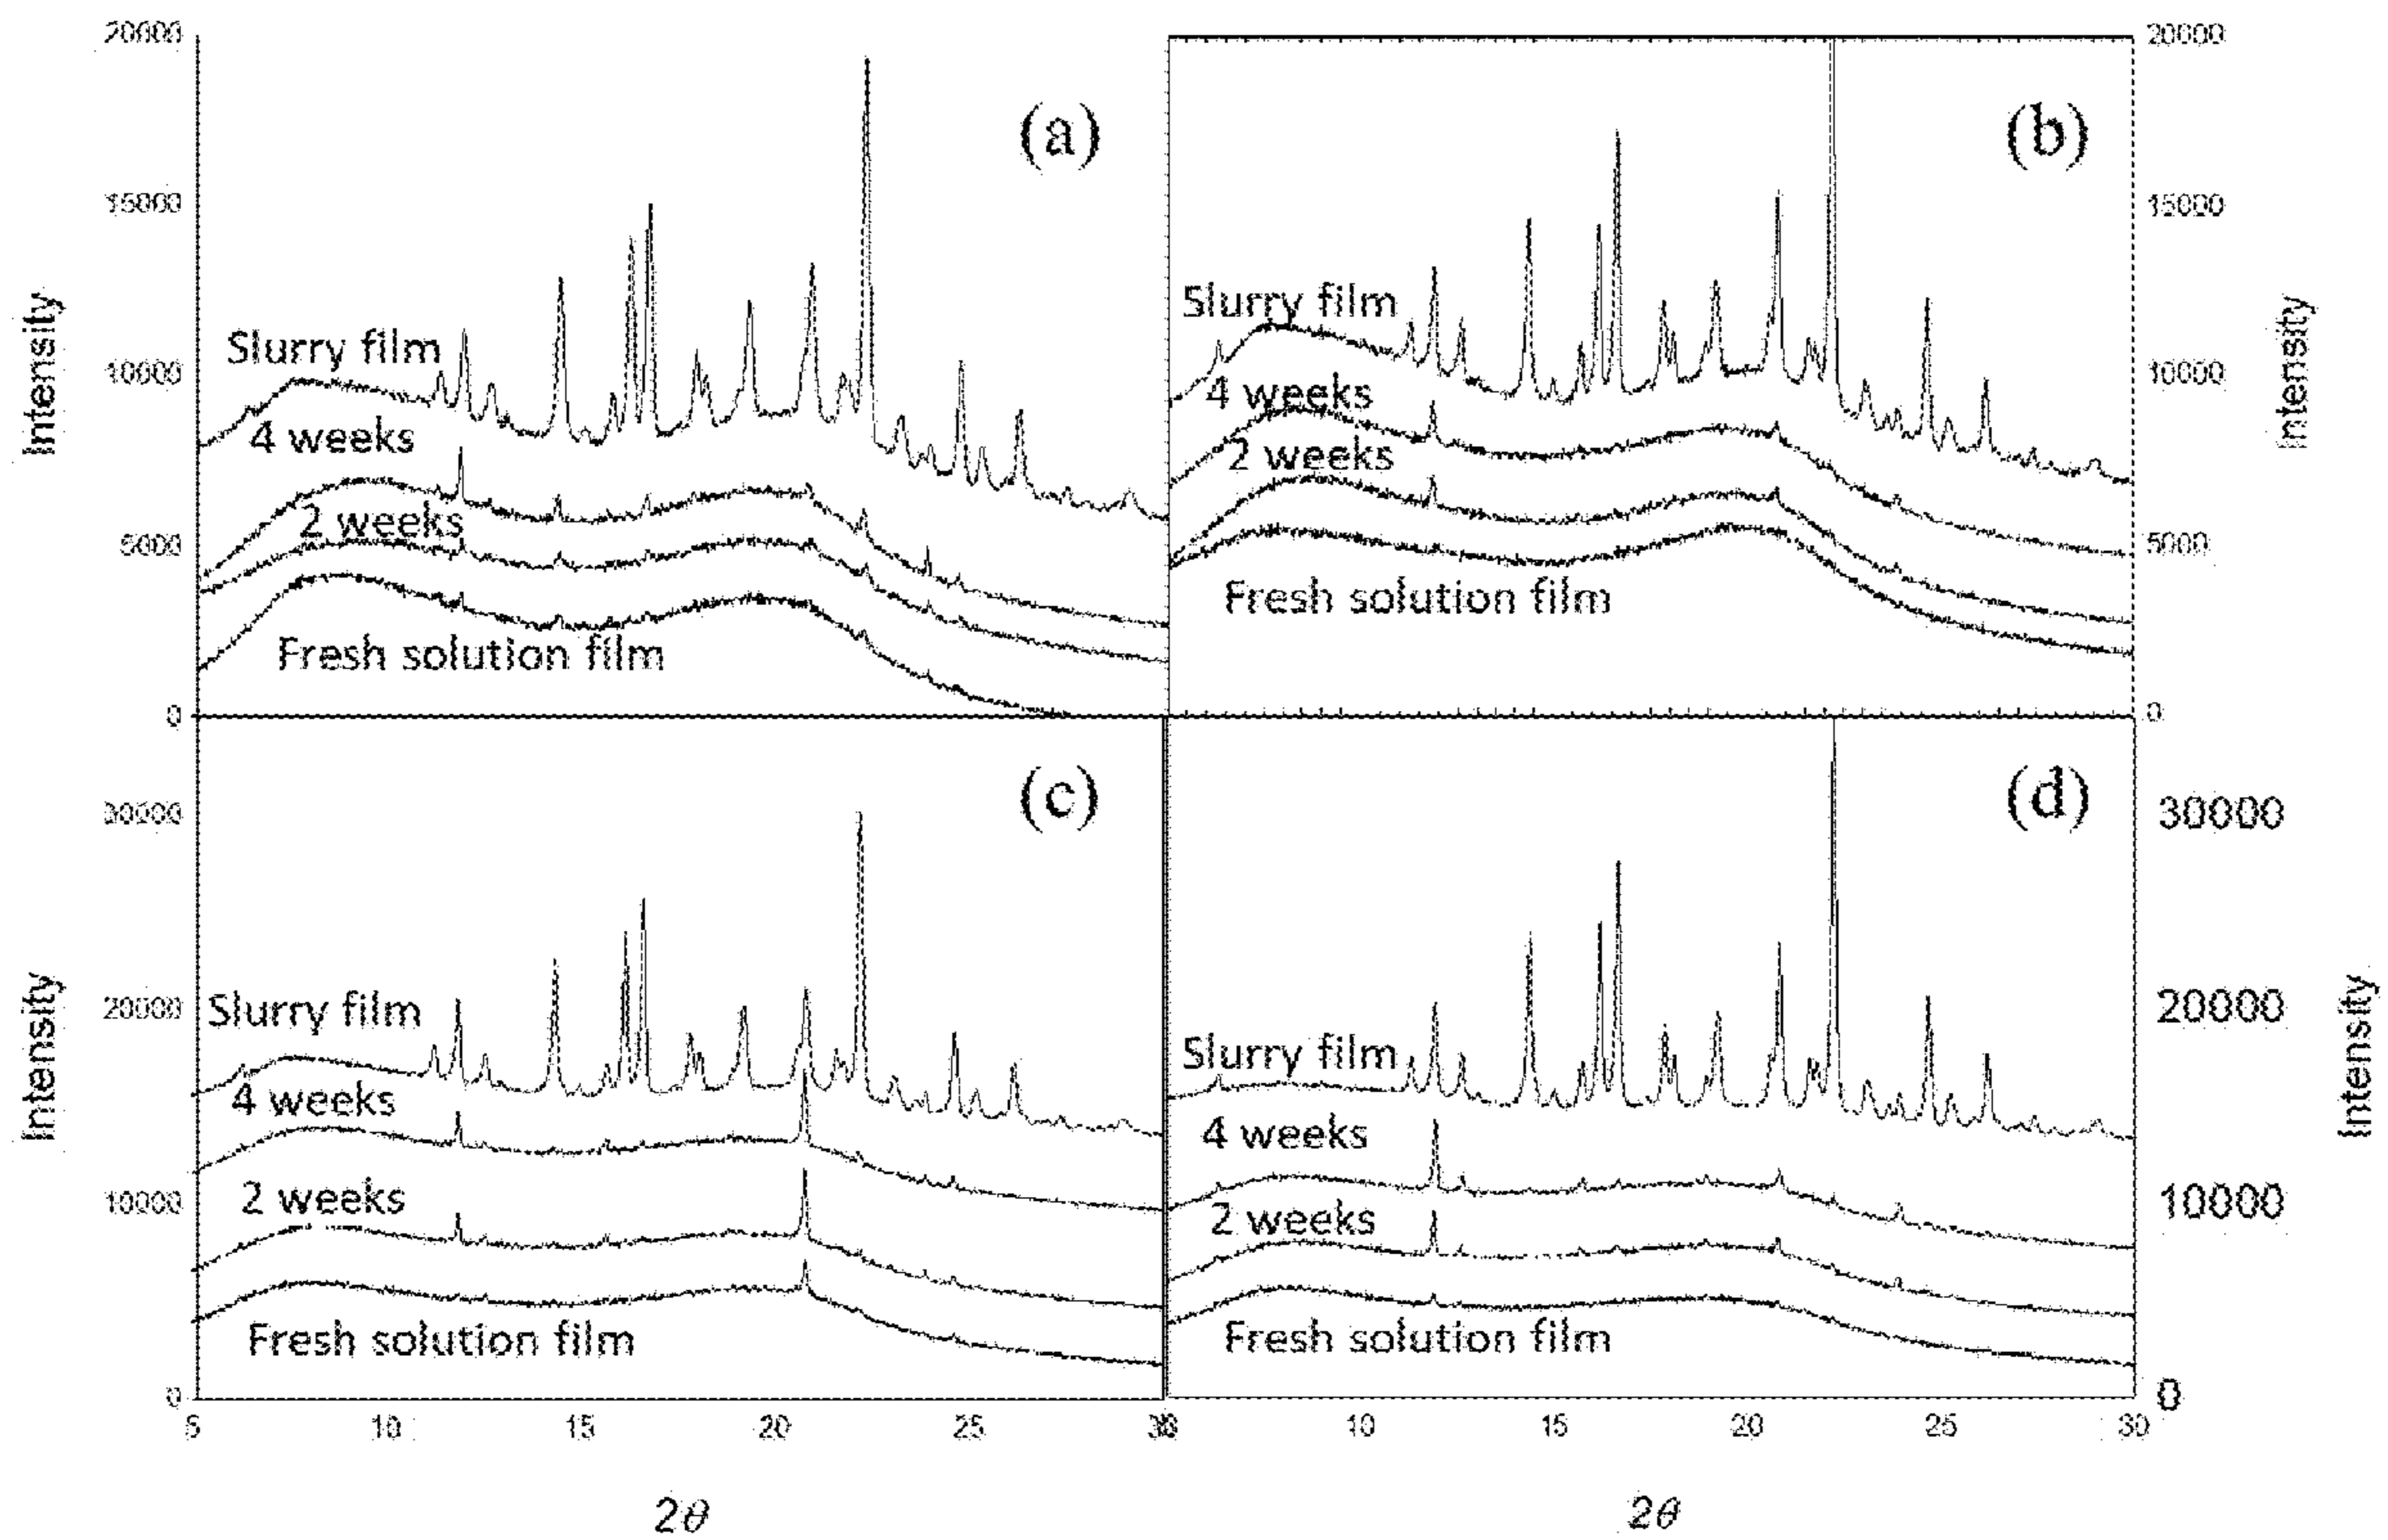 20000
20000
(a)
(b)
15000
15000
Slurry film
Slurry film
Intensity
10000
10000
Intensity
4 weeks
4 weeks
2 weeks
2 weeks
5000
5000
Fresh solution film
Fresh solution film
0
0
(c)
(d)
30000
30000
Slurry film
Slurry film
Intensity
20000
20000
Intensity
4 weeks
4 weeks
2 weeks
2 weeks
10000
10000
Fresh solution film
Fresh solution film
0
0
5 10 15 20 25
10 15 20 25 30
2θ
2θ